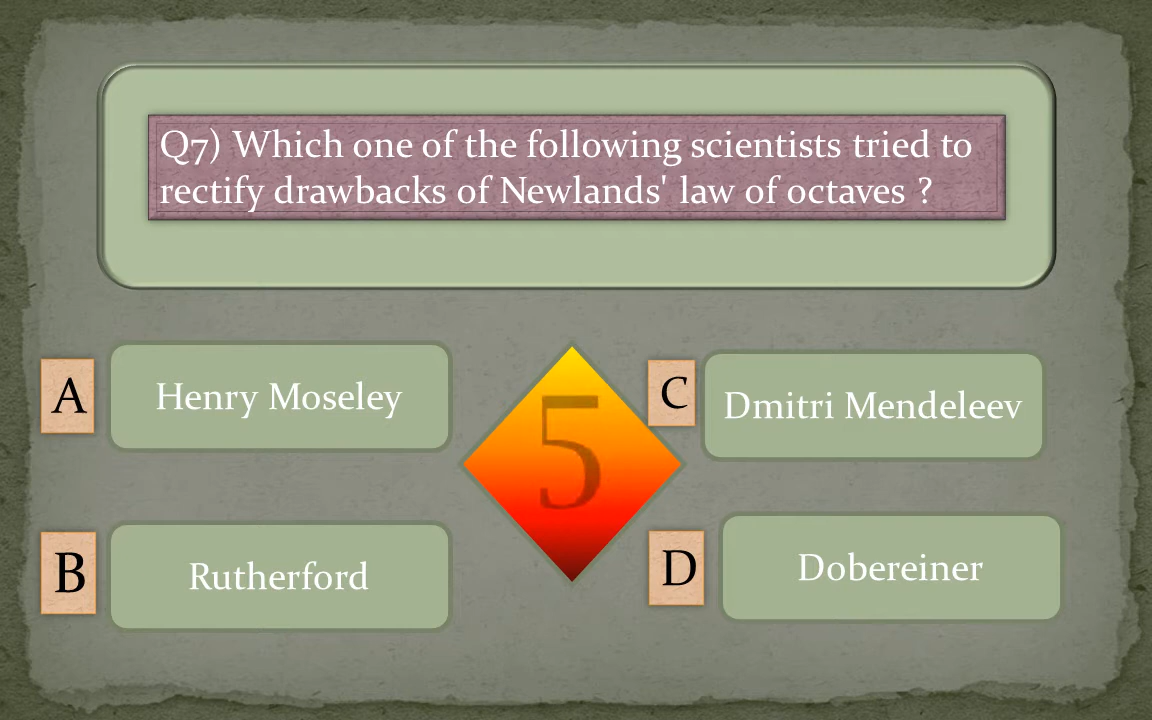 Q7) Which one of the following scientists tried to
rectify drawbacks of Newlands' law of octaves ?
A
Henry Moseley
B
Rutherford
5
C
Dmitri Mendeleev
D
Dobereiner